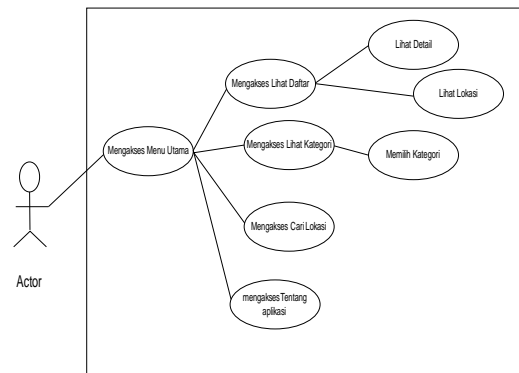 Lihat Detail
Mengakses Lihat Daftar
Lihat Lokasi
Mengakses Menu Utama
Mengakses Lihat Kategori
Memilih Kategori
Mengakses Cari Lokasi
Actor
mengakses Tentang
aplikasi